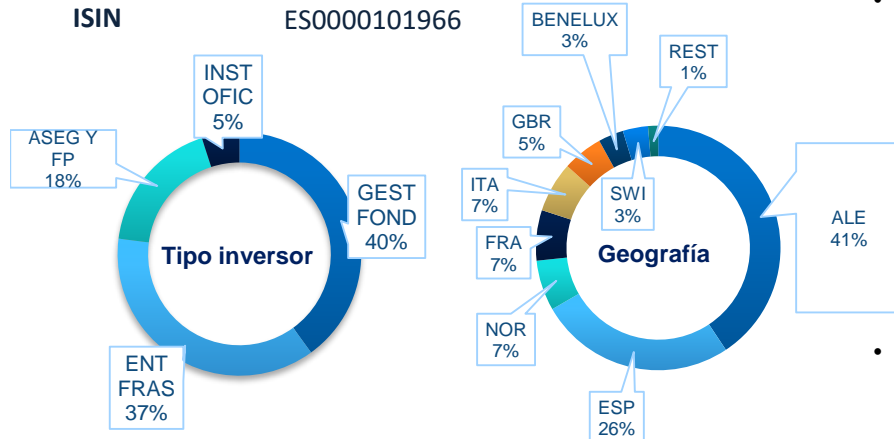 ISIN ES0000101966
INST
OFIC
5%
ASEG Y
FP
18%
GEST
FOND
40%
Tipo inversor
ENT
FRAS
37%
BENELUX
3%
REST
1%
GBR
5%
ITA
7%
SWI
3%
ALE
41%
FRA
7%
Geografía
NOR
7%
ESP
26%